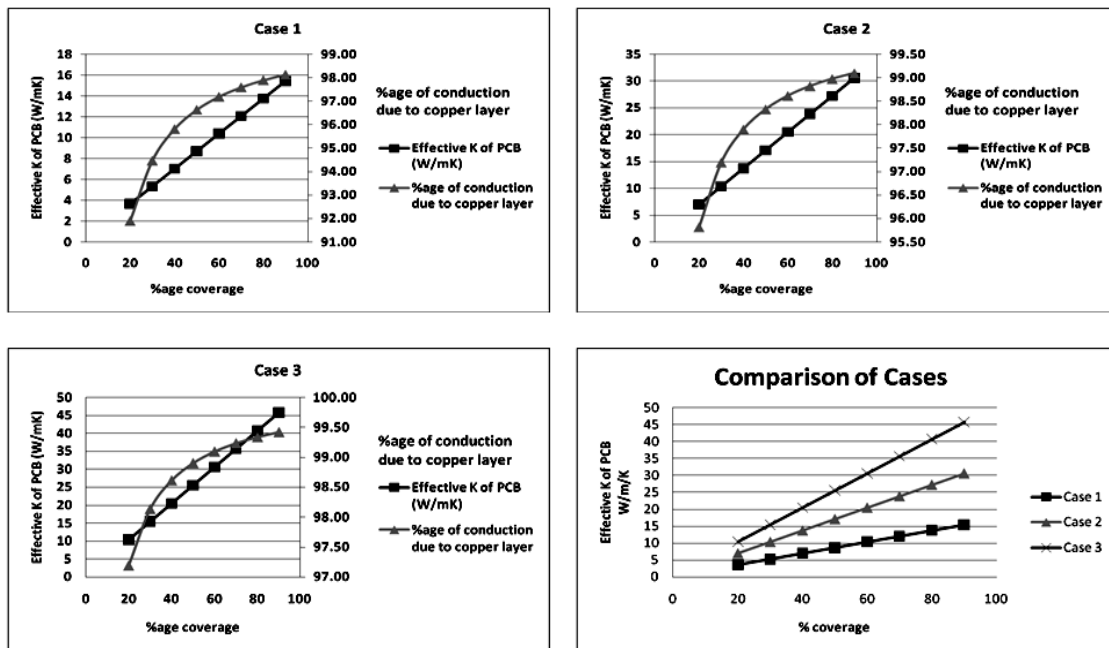 Case 1
Effective K of PCB (W/mK)
18
16
14
12
10
8
6
4
2
0
99.00
98.00
97.00
96.00
95.00
94.00
93.00
92.00
91.00
0 20 40 60 80 100
%age coverage
%age of conduction
due to copper layer
Effective K of PCB
(W/mK)
%age of conduction
due to copper layer
Case 2
Effective K of PCB (W/mK)
35
30
25
20
15
10
5
0
99.50
99.00
98.50
98.00
97.50
97.00
96.50
96.00
95.50
0 20 40 60 80 100
%age coverage
%age of conduction
due to copper layer
Effective K of PCB
(W/mK)
%age of conduction
due to copper layer
Case 3
Effective K of PCB (W/mK)
50
45
40
35
30
25
20
15
10
5
0
100.00
99.50
99.00
98.50
98.00
97.50
97.00
0 20 40 60 80 100
%age coverage
%age of conduction
due to copper layer
Effective K of PCB
(W/mK)
%age of conduction
due to copper layer
Comparison of Cases
Effective K of PCB
W/m/K
50
45
40
35
30
25
20
15
10
5
0
0 20 40 60 80 100
% coverage
Case 1
Case 2
Case 3